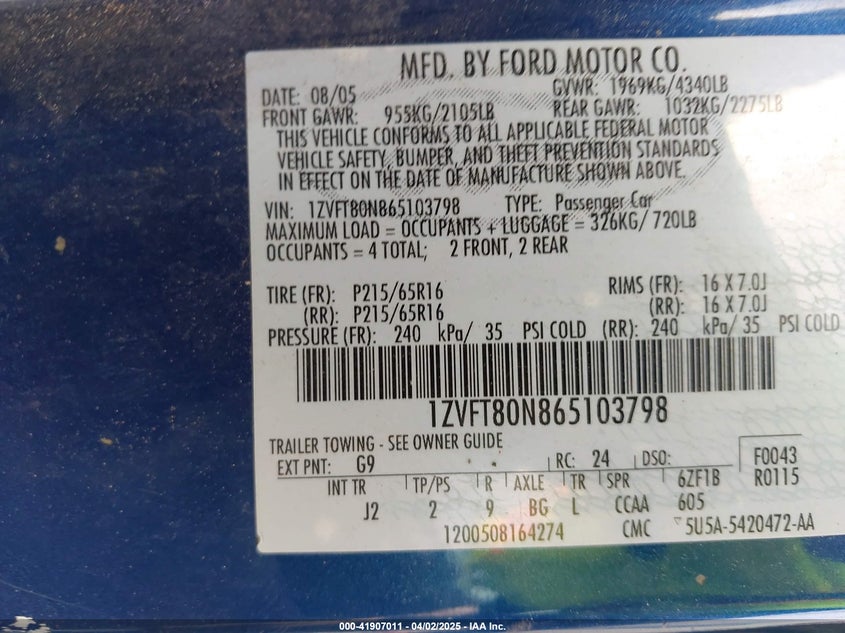 MFD. BY FORD MOTOR CO.
DATE: 08/05 GVWR: 1969KG/4340LB
FRONT GAWR: 955KG/2105LB REAR GAWR: 1032KG/2275LB
THIS VEHICLE CONFORMS TO ALL APPLICABLE FEDERAL MOTOR
VEHICLE SAFETY, BUMPER, AND THEFT PREVENTION STANDARDS
IN EFFECT ON THE DATE OF MANUFACTURE SHOWN ABOVE.
VIN: 1ZVFT80N865103798 TYPE: Passenger Car
MAXIMUM LOAD = OCCUPANTS + LUGGAGE = 326KG/ 720LB
OCCUPANTS = 4 TOTAL; 2 FRONT, 2 REAR
TIRE (FR): P215/65R16 RIMS (FR): 16 X 7.0J
(RR): P215/65R16 (RR): 16 X 7.0J
PRESSURE (FR): 240 kPa/ 35 PSI COLD (RR): 240 kPa/ 35 PSI COLD
1ZVFT80N865103798
TRAILER TOWING - SEE OWNER GUIDE
EXT PNT: G9 RC: 24 DSO: F0043
INT TR TP/PS R AXLE TR SPR 6ZF1B R0115
J2 2 9 BG L CCAA 605
1200508164274 CMC 5U5A-5420472-AA
000-41907011 - 04/02/2025 - IAA Inc.